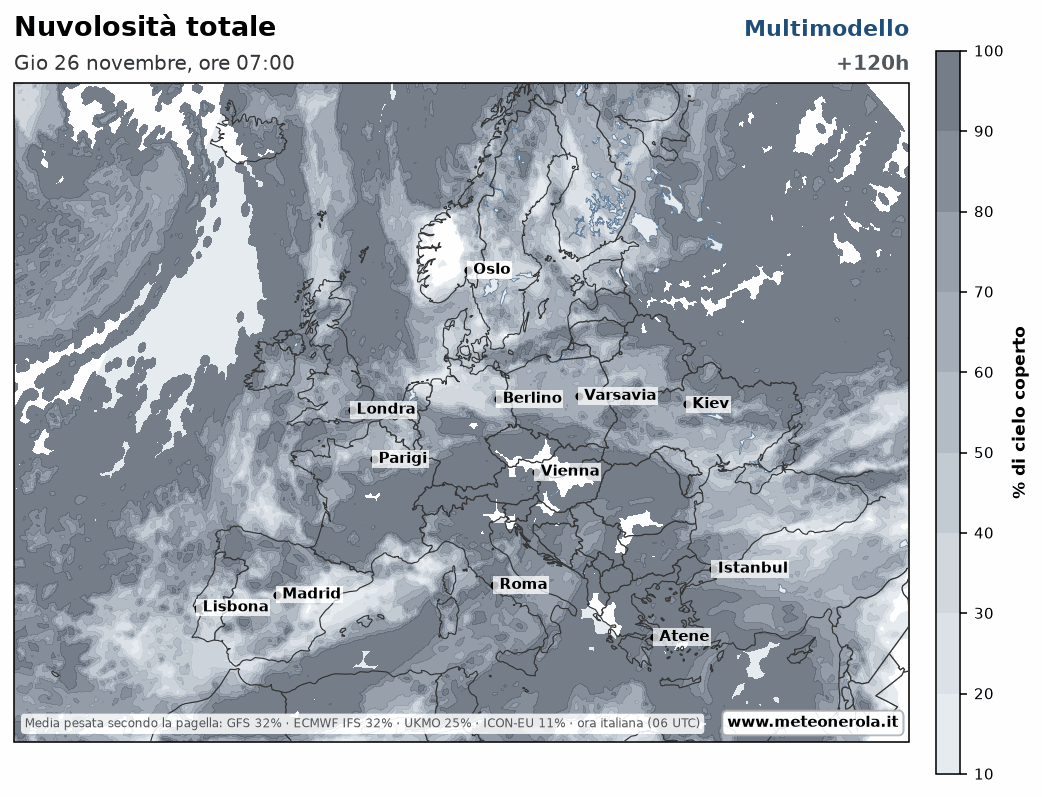 Nuvolosità totale
Multimodello
Gio 26 novembre, ore 07:00
+120h
100
90
80
70
60
50
40
30
20
10
% di cielo coperto
Oslo
Londra
Berlino
Varsavia
Kiev
Parigi
Vienna
Istanbul
Roma
Madrid
Lisbona
Atene
Media pesata secondo la pagella: GFS 32% · ECMWF IFS 32% · UKMO 25% · ICON-EU 11% · ora italiana (06 UTC)
www.meteonerola.it